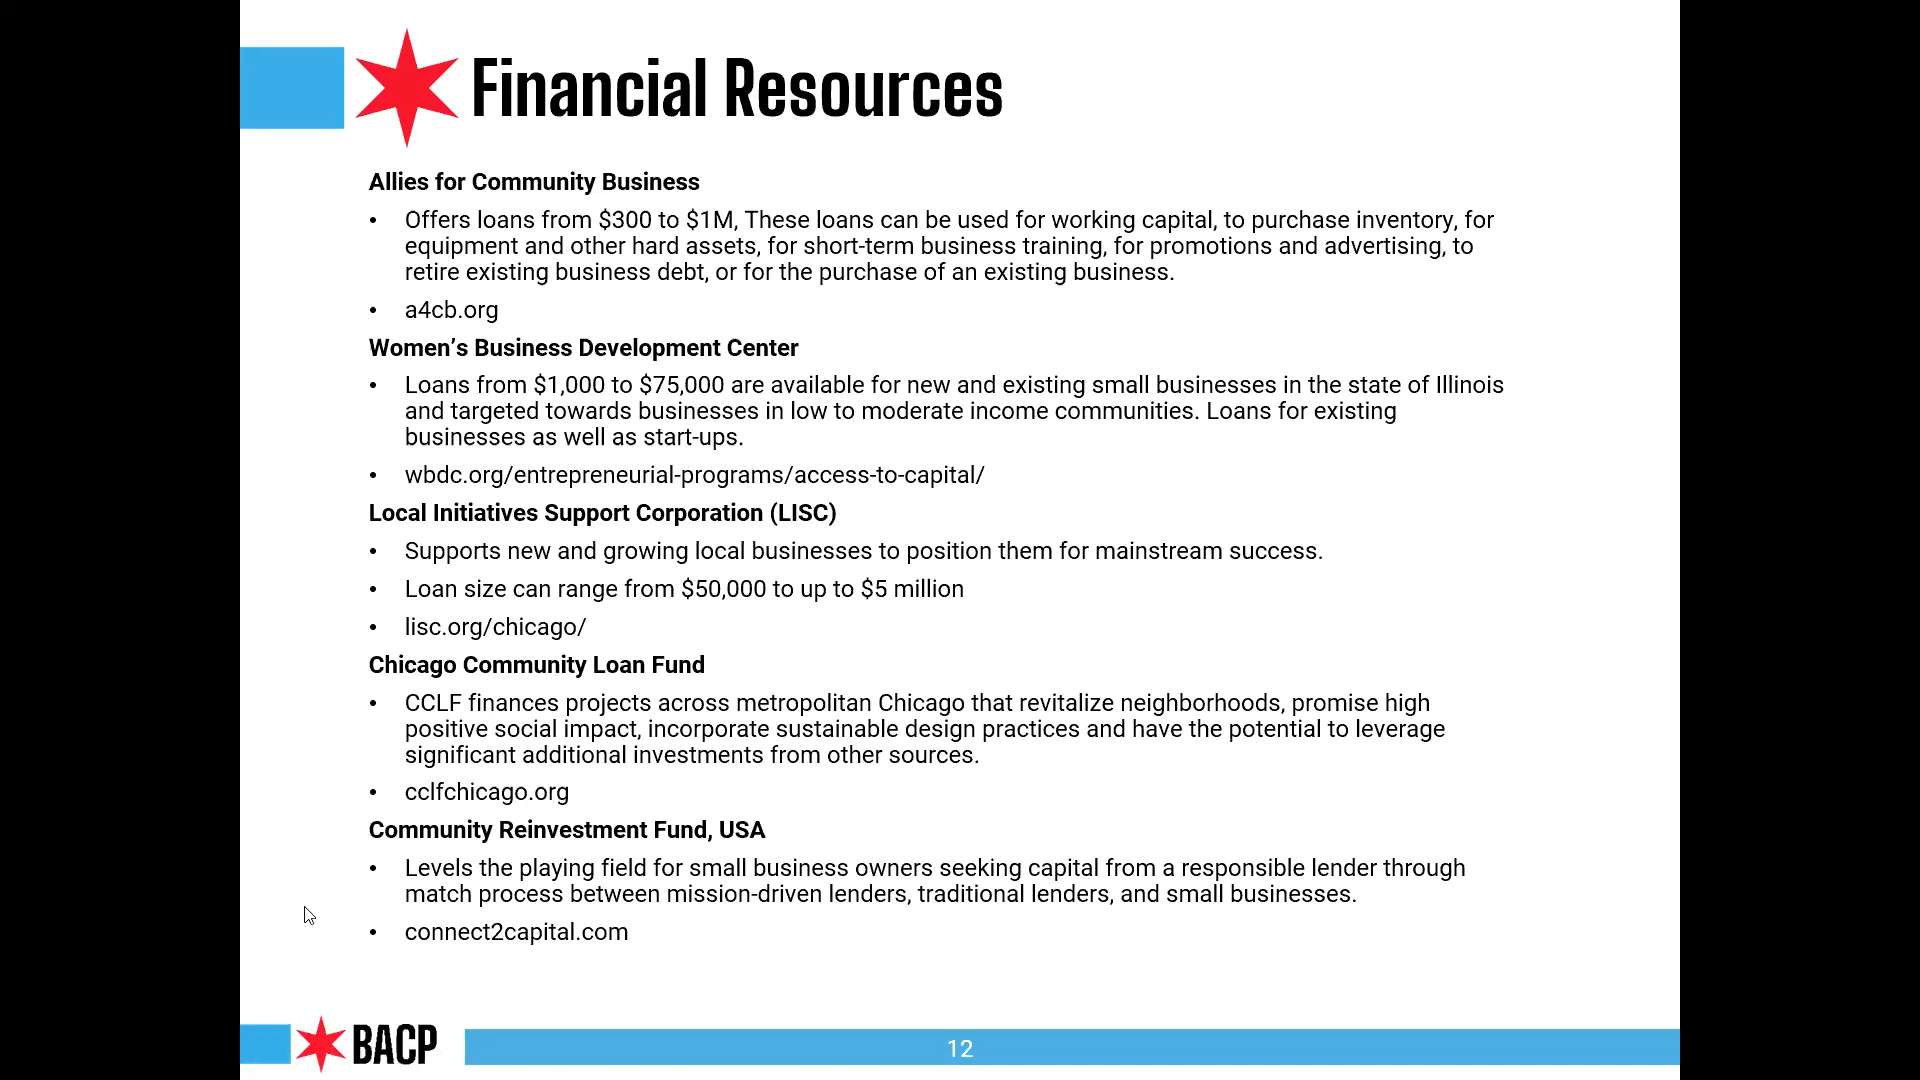 Financial Resources
Allies for Community Business
• Offers loans from $300 to $1M, These loans can be used for working capital, to purchase inventory, for
equipment and other hard assets, for short-term business training, for promotions and advertising, to
retire existing business debt, or for the purchase of an existing business.
• a4cb.org
Women’s Business Development Center
• Loans from $1,000 to $75,000 are available for new and existing small businesses in the state of Illinois
and targeted towards businesses in low to moderate income communities. Loans for existing
businesses as well as start-ups.
• wbdc.org/entrepreneurial-programs/access-to-capital/
Local Initiatives Support Corporation (LISC)
• Supports new and growing local businesses to position them for mainstream success.
• Loan size can range from $50,000 to up to $5 million
• lisc.org/chicago/
Chicago Community Loan Fund
• CCLF finances projects across metropolitan Chicago that revitalize neighborhoods, promise high
positive social impact, incorporate sustainable design practices and have the potential to leverage
significant additional investments from other sources.
• cclfchicago.org
Community Reinvestment Fund, USA
• Levels the playing field for small business owners seeking capital from a responsible lender through
match process between mission-driven lenders, traditional lenders, and small businesses.
• connect2capital.com
BACP
12